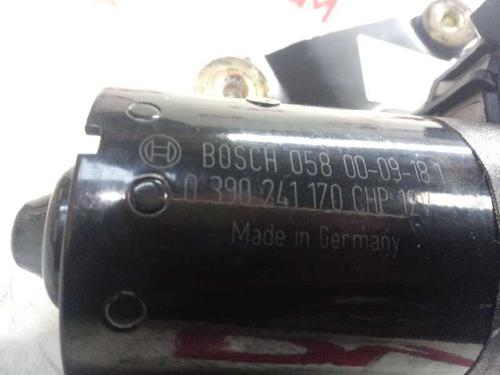 BOSCH 058 00-09-18 1
0 390 241 170 CHP 12V
Made in Germany